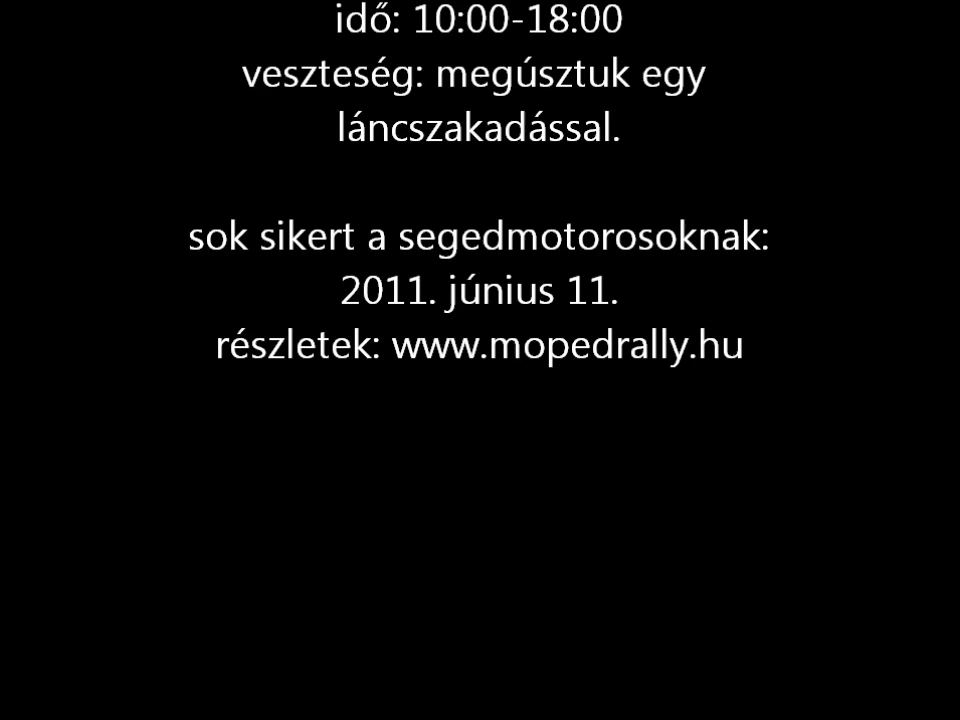 idő: 10:00-18:00
veszteség: megúsztuk egy
láncszakadással.
sok sikert a segedmotorosoknak:
2011. június 11.
részletek: www.mopedrally.hu